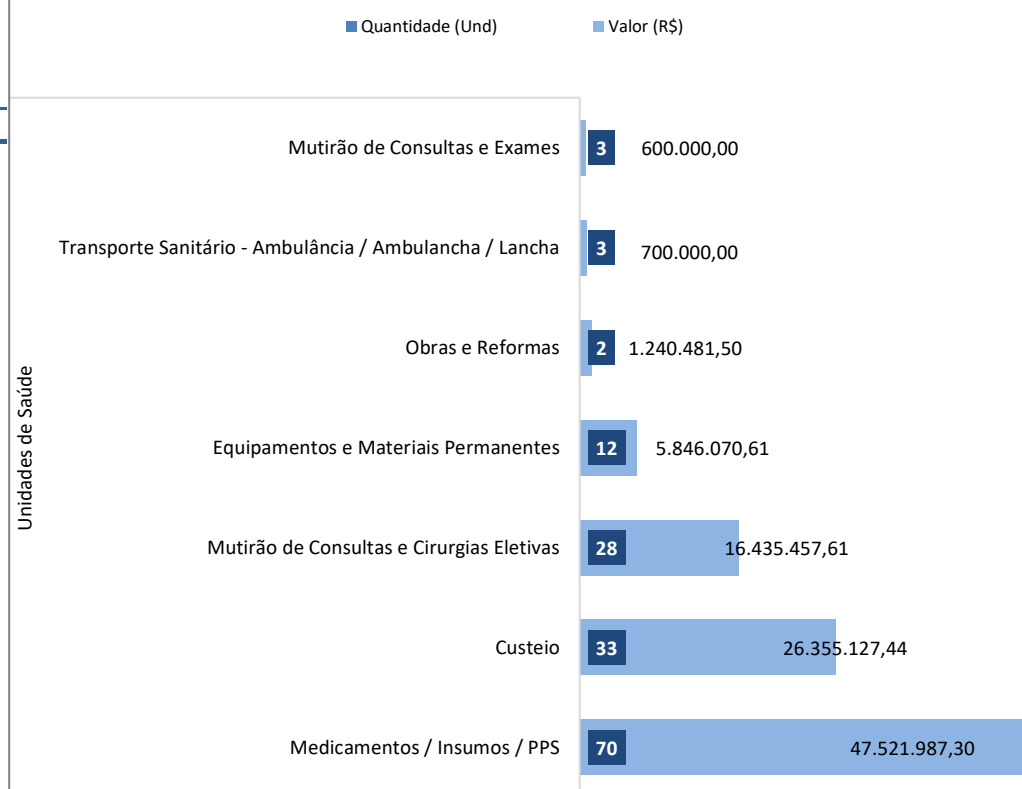 Quantidade (Und) Valor (R$)
Unidades de Saúde
Mutirão de Consultas e Exames 3 600.000,00
Transporte Sanitário - Ambulância / Ambulancha / Lancha 3 700.000,00
Obras e Reformas 2 1.240.481,50
Equipamentos e Materiais Permanentes 12 5.846.070,61
Mutirão de Consultas e Cirurgias Eletivas 28 16.435.457,61
Custeio 33 26.355.127,44
Medicamentos / Insumos / PPS 70 47.521.987,30